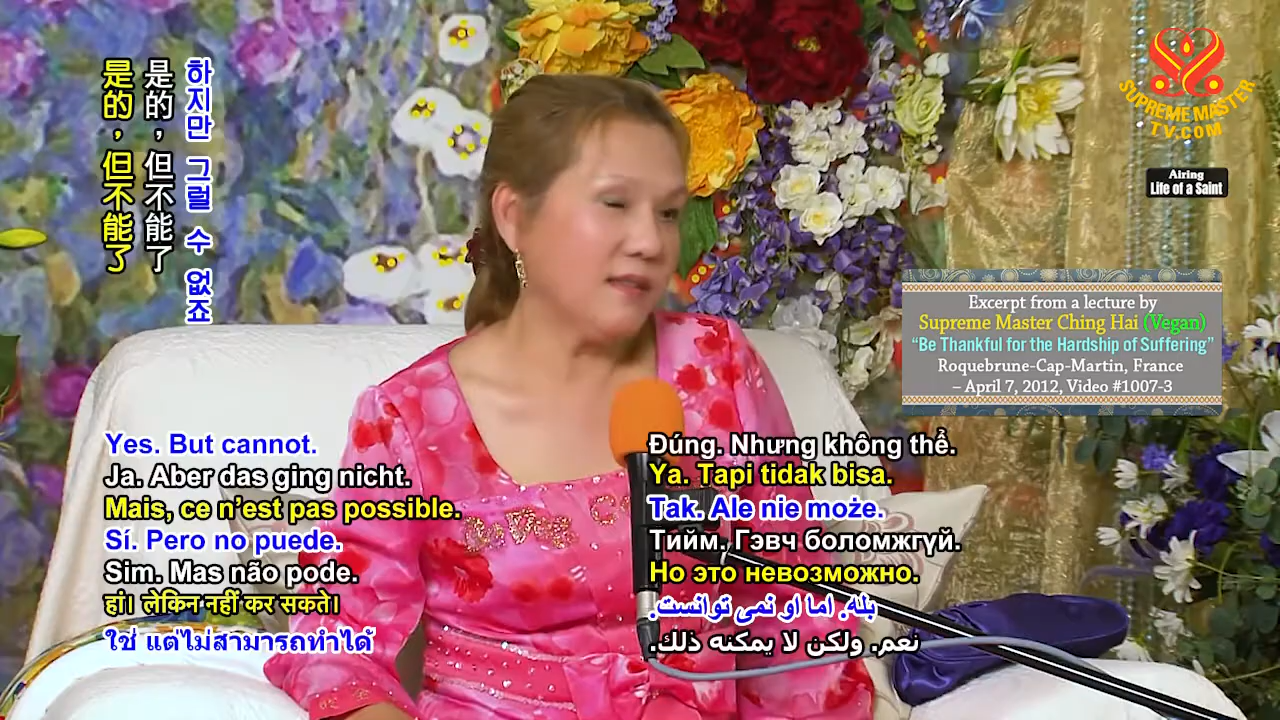 是的，但不能了
是的，但不能了
하지만 그럴 수 없죠
SUPREME MASTER
TV.COM
Airing
Life of a Saint
Excerpt from a lecture by
Supreme Master Ching Hai (Vegan)
“Be Thankful for the Hardship of Suffering”
Roquebrune-Cap-Martin, France
– April 7, 2012, Video #1007-3
Yes. But cannot.
Ja. Aber das ging nicht.
Mais, ce n’est pas possible.
Sí. Pero no puede.
Sim. Mas não pode.
हां। लेकिन नहीं कर सकते।
ใช่ แต่ไม่สามารถทำได้
Đúng. Nhưng không thể.
Ya. Tapi tidak bisa.
Tak. Ale nie może.
Тийм. Гэвч боломжгүй.
Но это невозможно.
بله. اما او نمی توانست.
نعم. ولكن لا يمكنه ذلك.